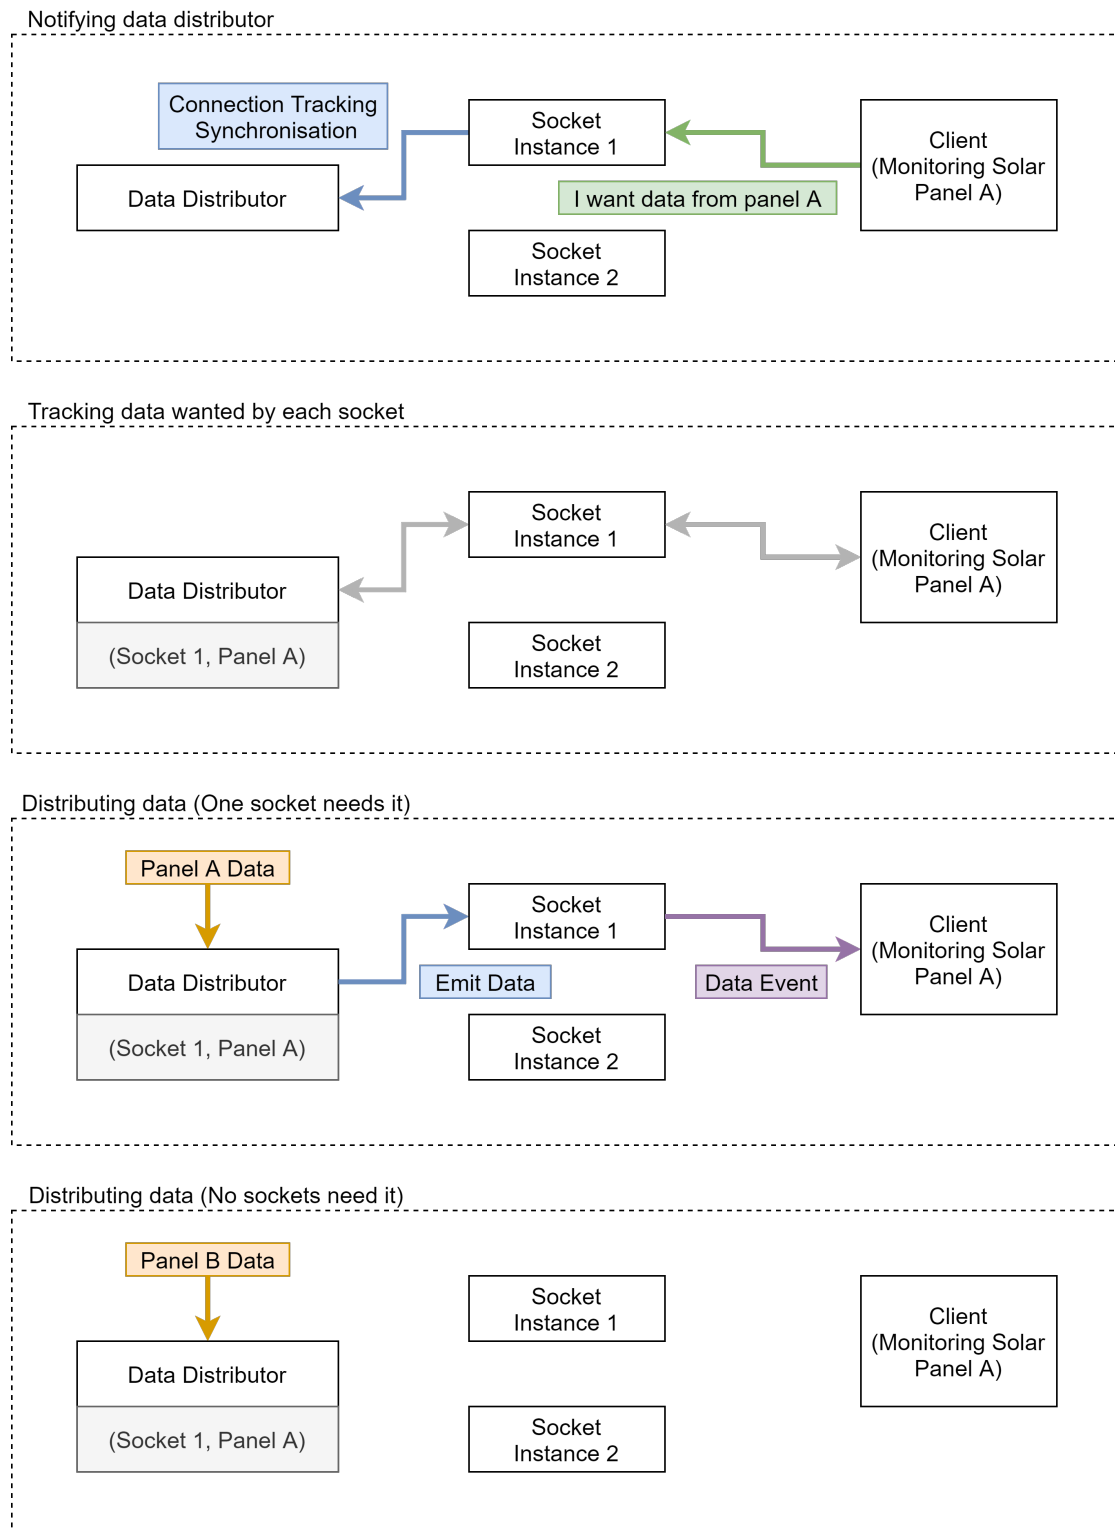 Notifying data distributor
Connection Tracking
Synchronisation
Socket
Instance 1
Client
(Monitoring Solar
Panel A)
Data Distributor
I want data from panel A
Socket
Instance 2
Tracking data wanted by each socket
Socket
Instance 1
Client
(Monitoring Solar
Panel A)
Data Distributor
(Socket 1, Panel A)
Socket
Instance 2
Distributing data (One socket needs it)
Panel A Data
Socket
Instance 1
Client
(Monitoring Solar
Panel A)
Data Distributor
Emit Data
Data Event
(Socket 1, Panel A)
Socket
Instance 2
Distributing data (No sockets need it)
Panel B Data
Socket
Instance 1
Client
(Monitoring Solar
Panel A)
Data Distributor
(Socket 1, Panel A)
Socket
Instance 2